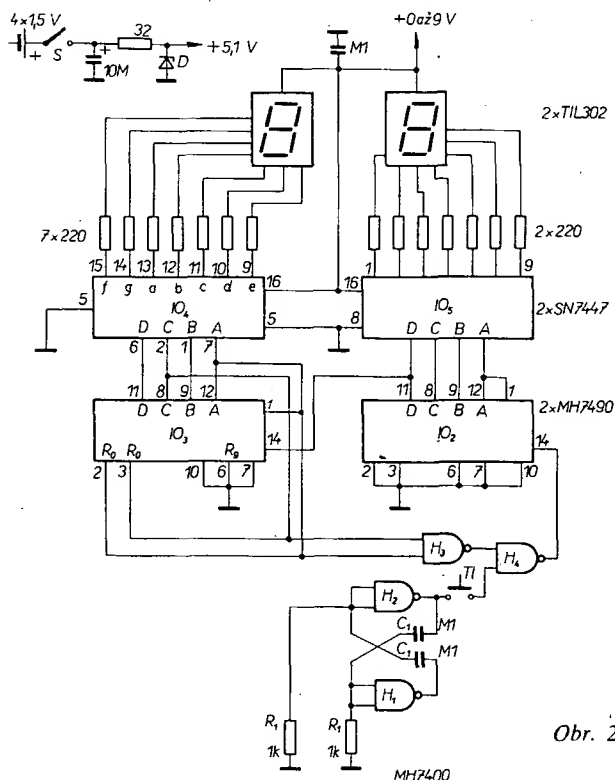 4×1,5 V
+
S
+
10M
32
D
+5,1 V
M1
+0 až 9 V
2×TIL302
7×220
2×220
15 14 13 12 11 10 9
1 9
f g a b c d e
16 16
5
IO4
5 8
IO5
2×SN7447
D C B A
D C B A
6 2 1 7
11 8 9 12
11 8 9 12 1
D C B A
1
D C B A
2×MH7490
14
14
IO3
IO2
R0 R0 R9
2 3 10 6 7
2 3 6 7 10
H3
H4
Tl
H2
C1 M1
C1 M1
H1
R1
1k
R1
1k
MH7400
Obr. 2